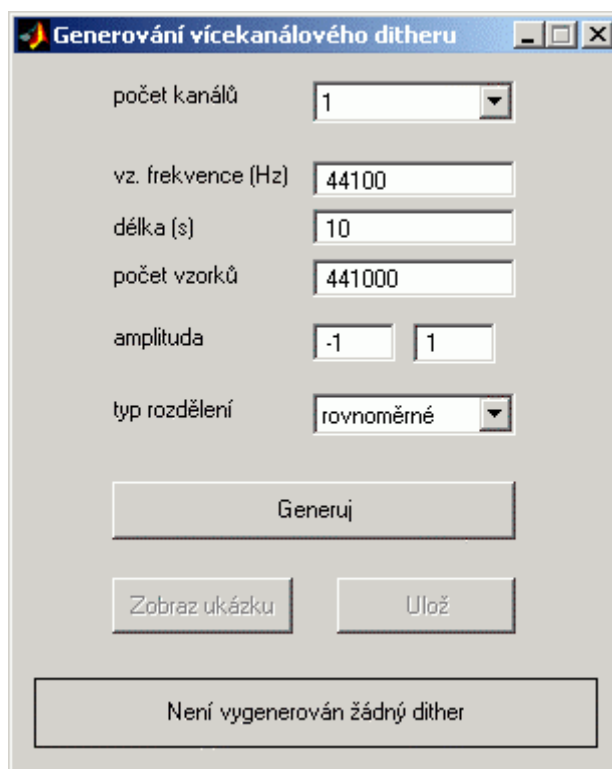 Generování vícekanálového ditheru
počet kanálů 1
vz. frekvence (Hz) 44100
délka (s) 10
počet vzorků 441000
amplituda -1 1
typ rozdělení rovnoměrné
Generuj
Zobraz ukázku Ulož
Není vygenerován žádný dither